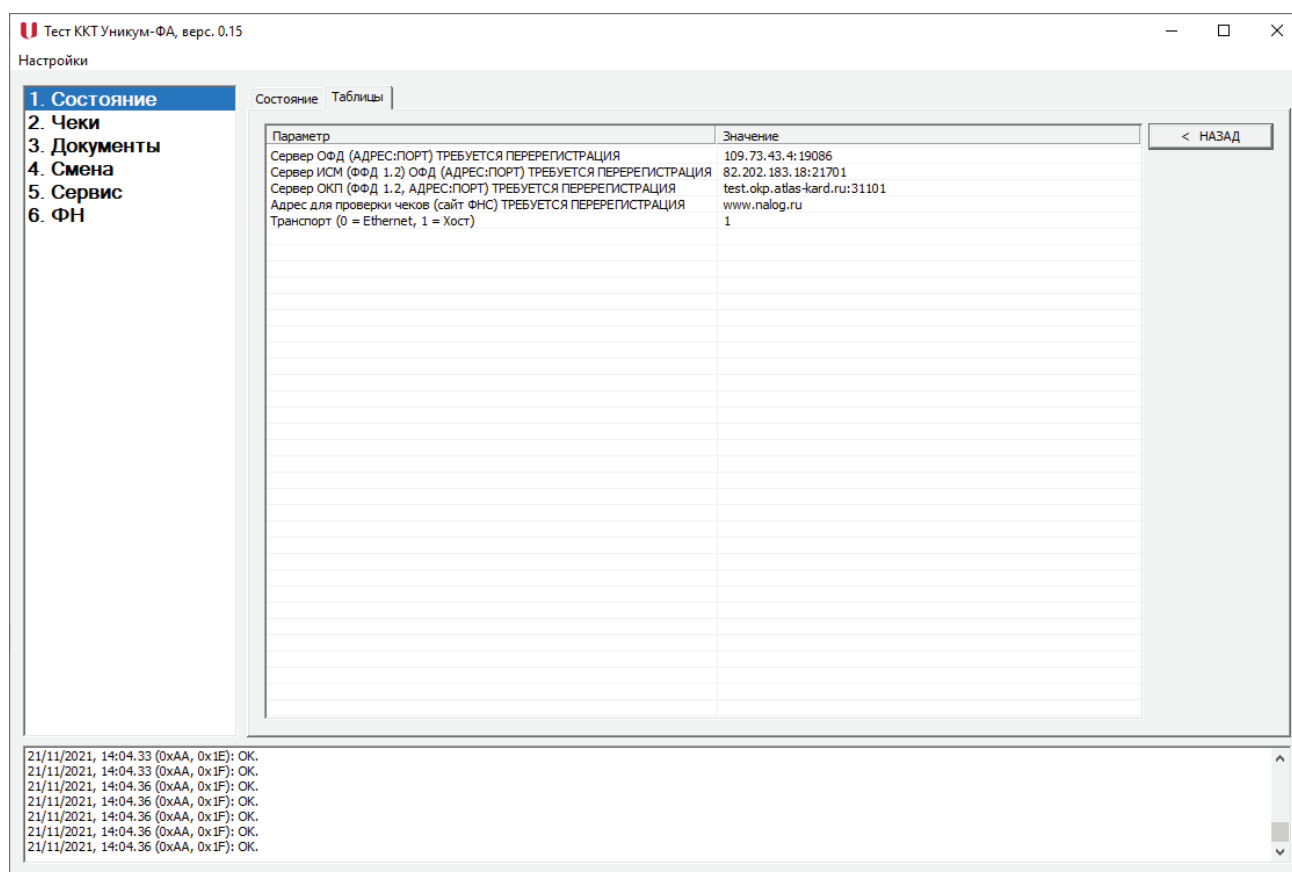 Тест ККТ Уникум-ФА, верс. 0.15
Настройки
1. Состояние
2. Чеки
3. Документы
4. Смена
5. Сервис
6. ФН
Состояние Таблицы
Параметр Значение
Сервер ОФД (АДРЕС:ПОРТ) ТРЕБУЕТСЯ ПЕРЕРЕГИСТРАЦИЯ 109.73.43.4:19086
Сервер ИСМ (ФФД 1.2) ОФД (АДРЕС:ПОРТ) ТРЕБУЕТСЯ ПЕРЕРЕГИСТРАЦИЯ 82.202.183.18:21701
Сервер ОКП (ФФД 1.2, АДРЕС:ПОРТ) ТРЕБУЕТСЯ ПЕРЕРЕГИСТРАЦИЯ test.okp.atlas-kard.ru:31101
Адрес для проверки чеков (сайт ФНС) ТРЕБУЕТСЯ ПЕРЕРЕГИСТРАЦИЯ www.nalog.ru
Транспорт (0 = Ethernet, 1 = Хост) 1
< НАЗАД
21/11/2021, 14:04.33 (0xAA, 0x1E): OK.
21/11/2021, 14:04.33 (0xAA, 0x1F): OK.
21/11/2021, 14:04.36 (0xAA, 0x1F): OK.
21/11/2021, 14:04.36 (0xAA, 0x1F): OK.
21/11/2021, 14:04.36 (0xAA, 0x1F): OK.
21/11/2021, 14:04.36 (0xAA, 0x1F): OK.
21/11/2021, 14:04.36 (0xAA, 0x1F): OK.